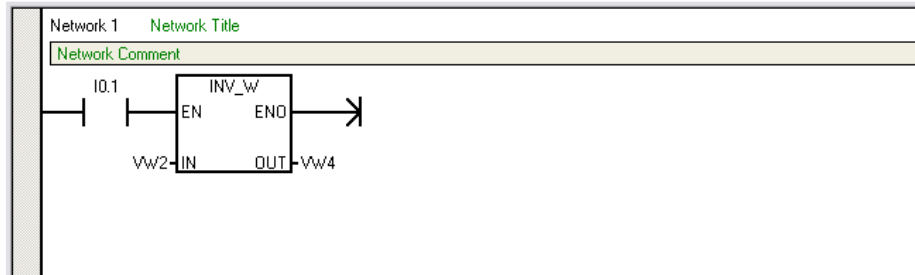 Network 1 Network Title
Network Comment
I0.1 INV_W
EN ENO
VW2 IN OUT VW4